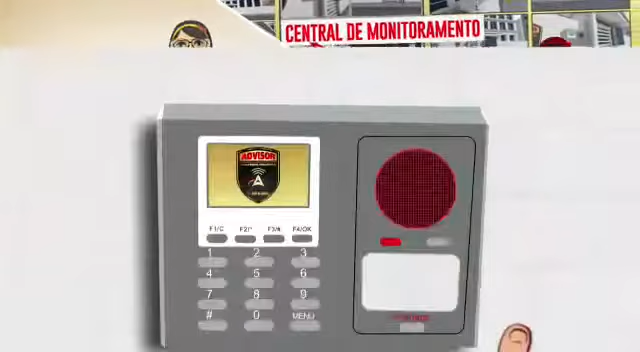 CENTRAL DE MONITORAMENTO
ADVISOR
F1/C F2/* F3/# F4/OK
1 2 3
4 5 6
7 8 9
# 0 MENU